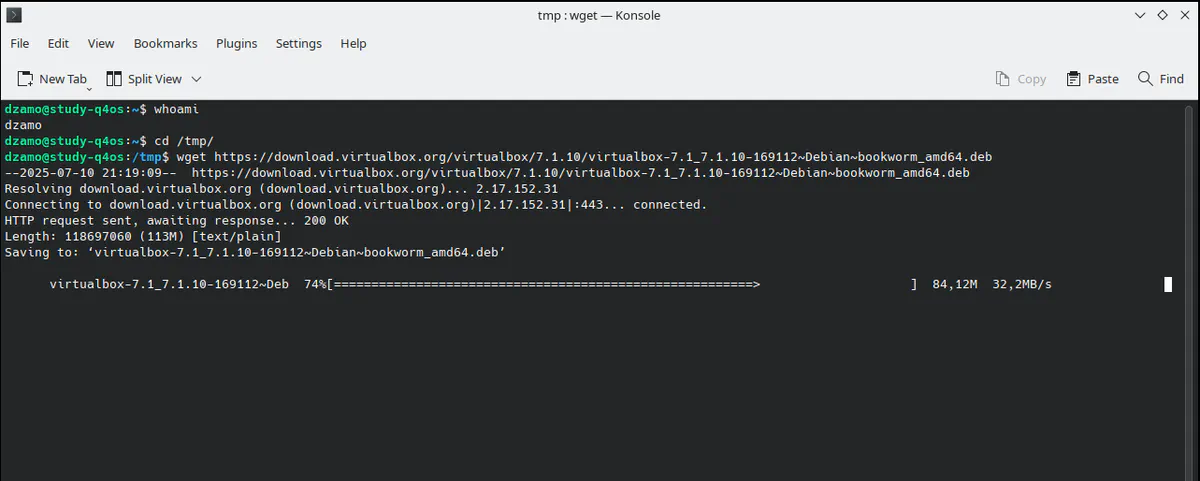 tmp : wget — Konsole
File Edit View Bookmarks Plugins Settings Help
New Tab Split View Copy Paste Find
dzamo@study-q4os:~$ whoami
dzamo
dzamo@study-q4os:~$ cd /tmp/
dzamo@study-q4os:/tmp$ wget https://download.virtualbox.org/virtualbox/7.1.10/virtualbox-7.1_7.1.10-169112~Debian~bookworm_amd64.deb
--2025-07-10 21:19:09--  https://download.virtualbox.org/virtualbox/7.1.10/virtualbox-7.1_7.1.10-169112~Debian~bookworm_amd64.deb
Resolving download.virtualbox.org (download.virtualbox.org)... 2.17.152.31
Connecting to download.virtualbox.org (download.virtualbox.org)|2.17.152.31|:443... connected.
HTTP request sent, awaiting response... 200 OK
Length: 118697060 (113M) [text/plain]
Saving to: ‘virtualbox-7.1_7.1.10-169112~Debian~bookworm_amd64.deb’
virtualbox-7.1_7.1.10-169112~Deb  74%[========================================================>                    ]  84,12M  32,2MB/s